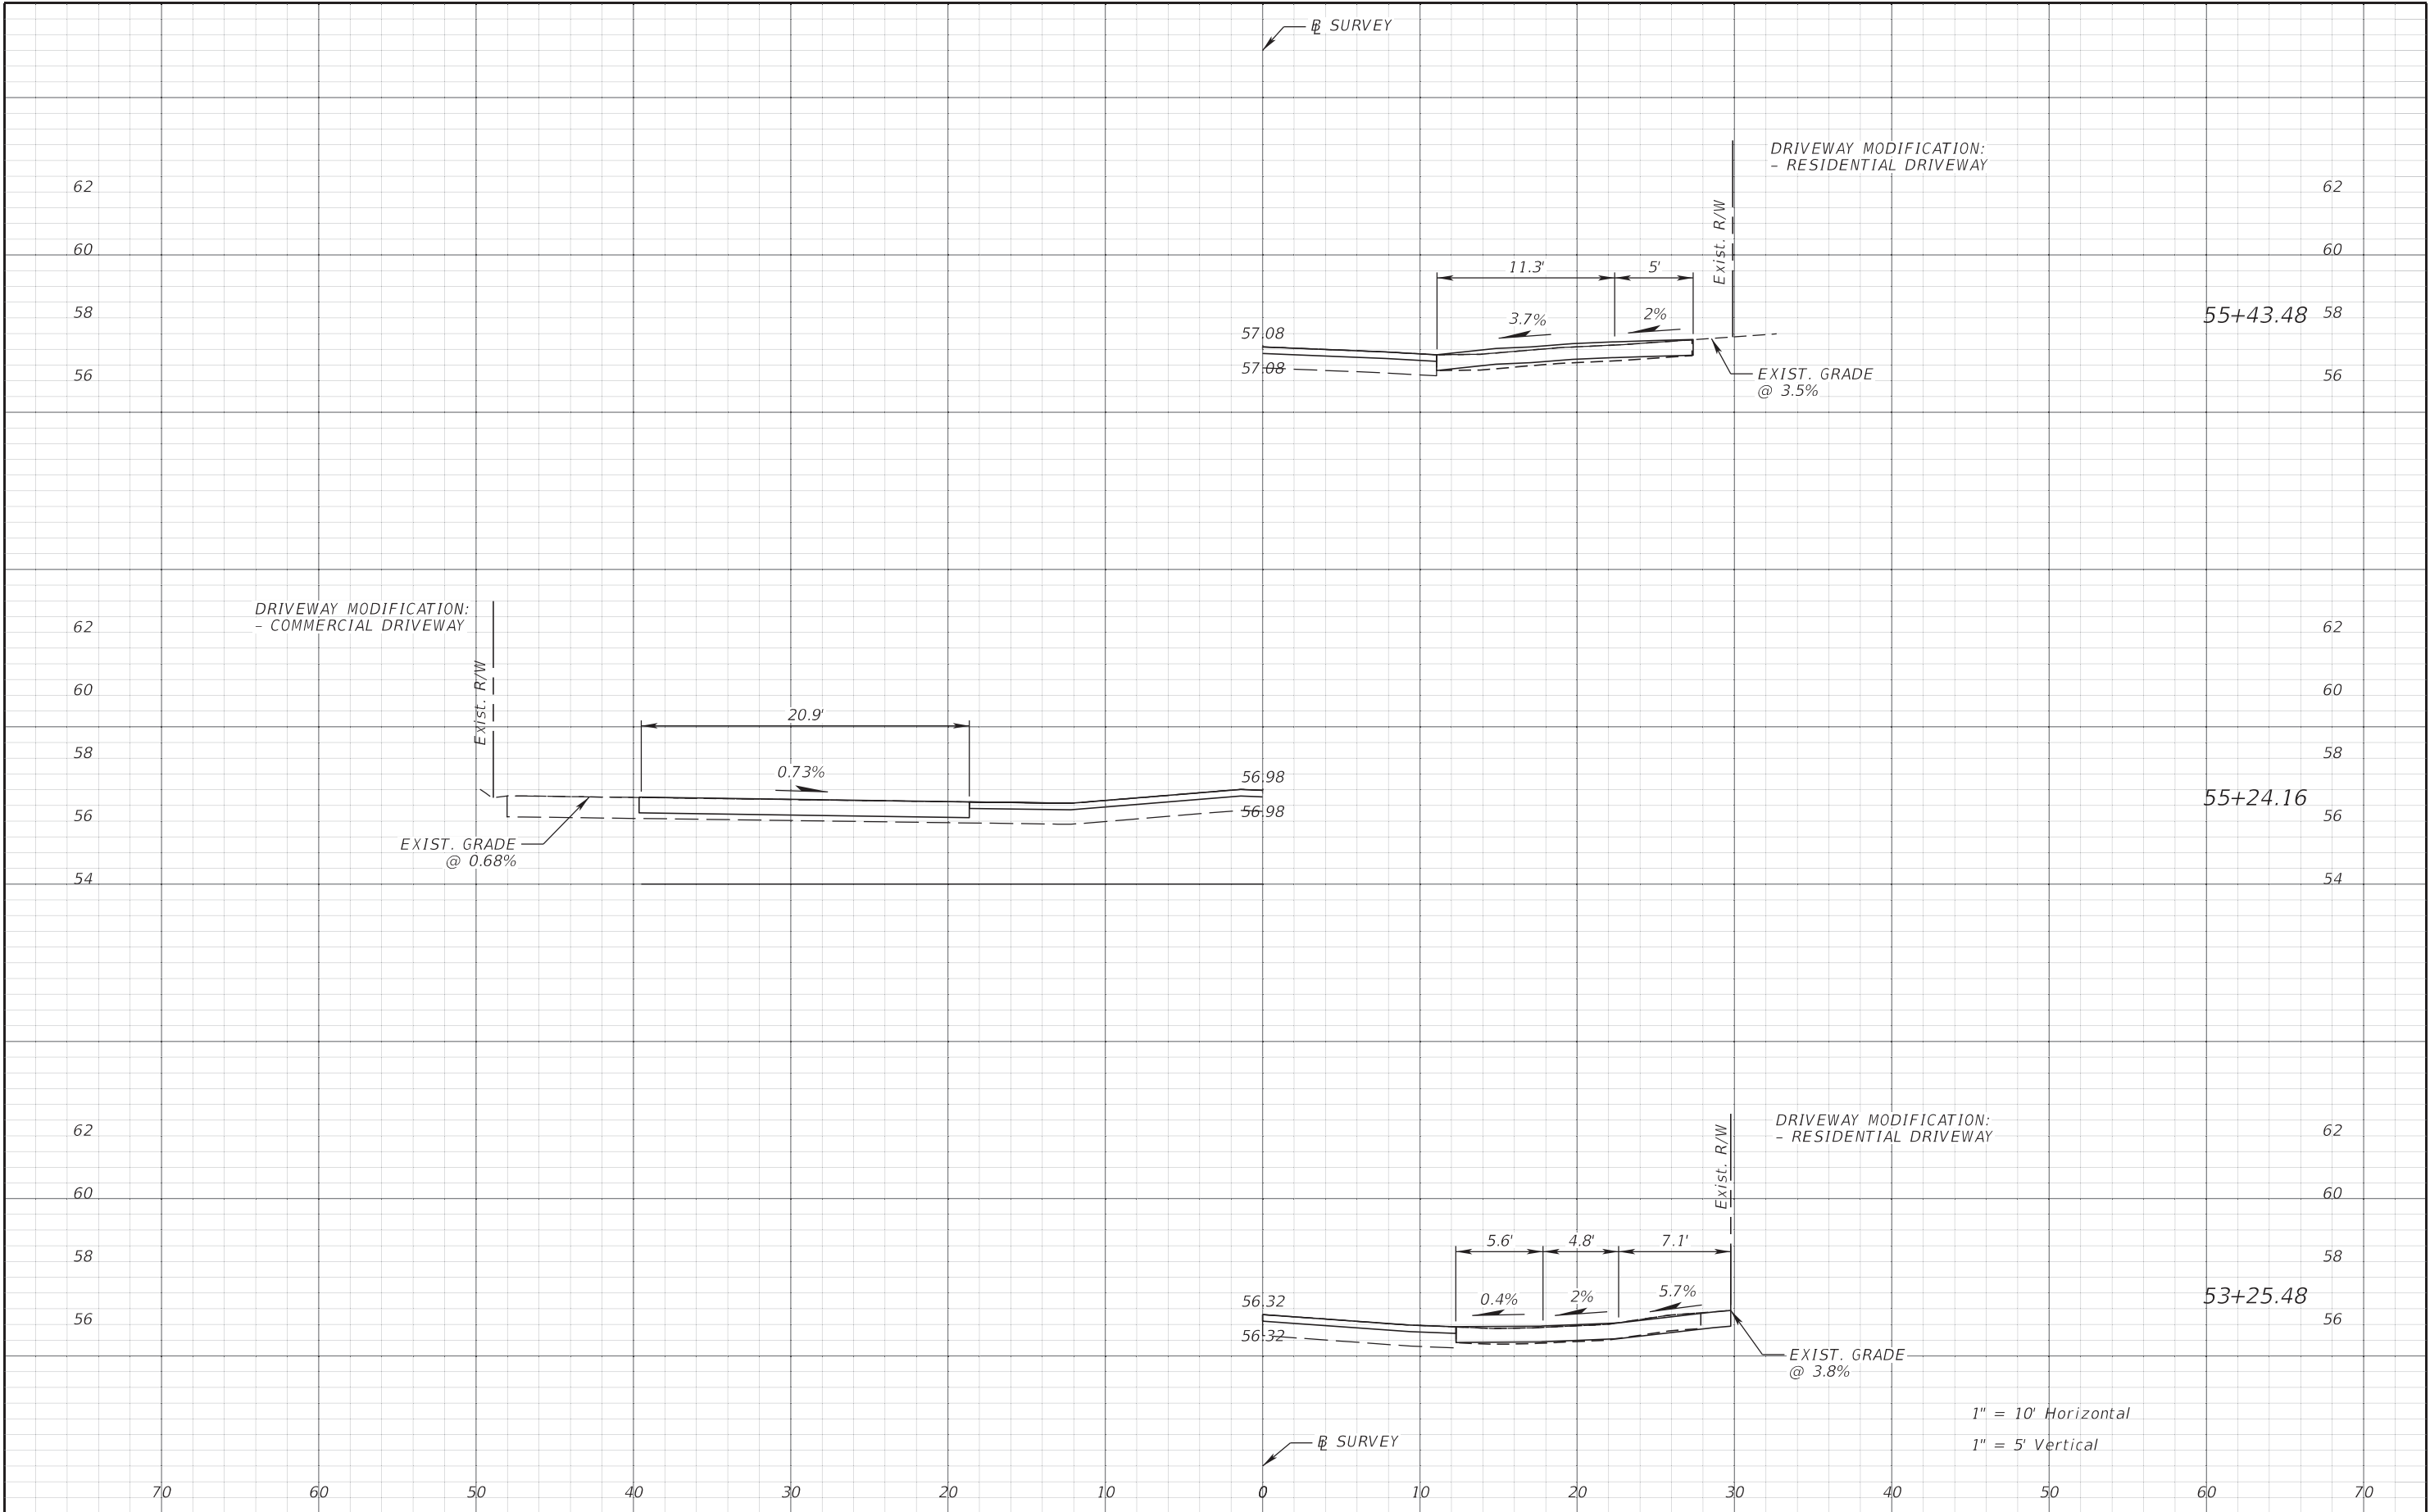 ℄ SURVEY
DRIVEWAY MODIFICATION:
– RESIDENTIAL DRIVEWAY
62 62
Exist. R/W
60 60
11.3' 5'
58 3.7% 2% 55+43.48 58
57.08
57.08
56 56
EXIST. GRADE
@ 3.5%
DRIVEWAY MODIFICATION:
– COMMERCIAL DRIVEWAY
62 62
Exist. R/W
60 60
20.9'
58 58
0.73% 56.98
55+24.16
56 56.98 56
EXIST. GRADE
@ 0.68%
54 54
DRIVEWAY MODIFICATION:
– RESIDENTIAL DRIVEWAY
62 62
Exist. R/W
60 60
5.6' 4.8' 7.1'
58 58
56.32 0.4% 2% 5.7% 53+25.48
56 56
56.32
EXIST. GRADE
@ 3.8%
1" = 10' Horizontal
℄ SURVEY
1" = 5' Vertical
70 60 50 40 30 20 10 0 10 20 30 40 50 60 70